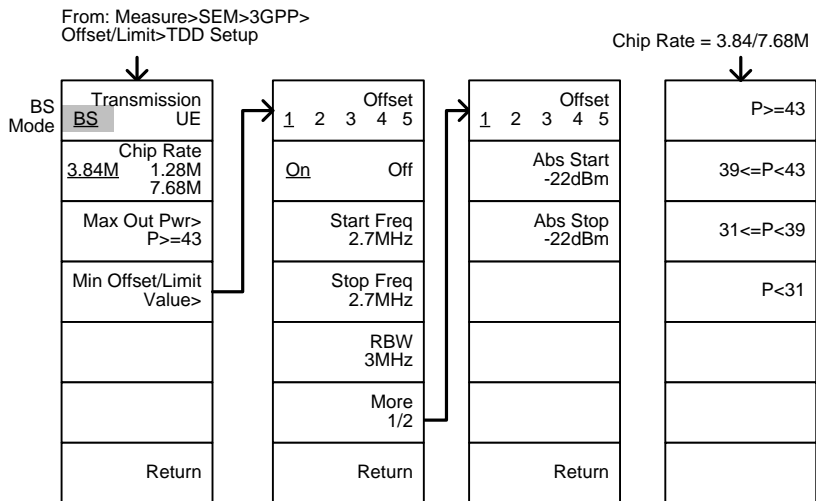 From: Measure>SEM>3GPP>
Offset/Limit>TDD Setup
Chip Rate = 3.84/7.68M
BS
Mode
Transmission
BS UE
Chip Rate
3.84M 1.28M
7.68M
Max Out Pwr>
P>=43
Min Offset/Limit
Value>
Return
Offset
1 2 3 4 5
On Off
Start Freq
2.7MHz
Stop Freq
2.7MHz
RBW
3MHz
More
1/2
Return
Offset
1 2 3 4 5
Abs Start
-22dBm
Abs Stop
-22dBm
Return
P>=43
39<=P<43
31<=P<39
P<31